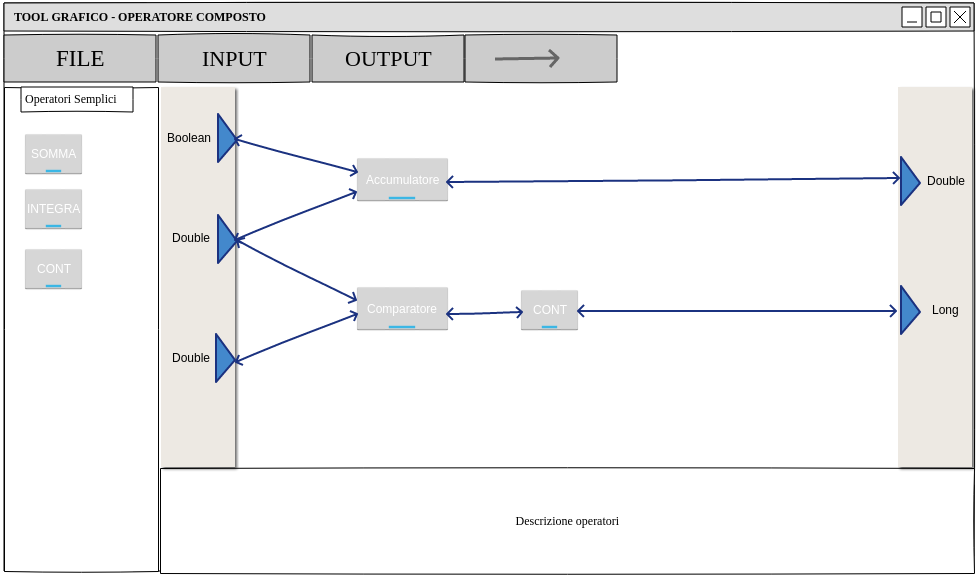 TOOL GRAFICO - OPERATORE COMPOSTO
FILE
INPUT
OUTPUT
Operatori Semplici
SOMMA
INTEGRA
CONT
Boolean
Double
Double
Accumulatore
Comparatore
CONT
Double
Long
Descrizione operatori